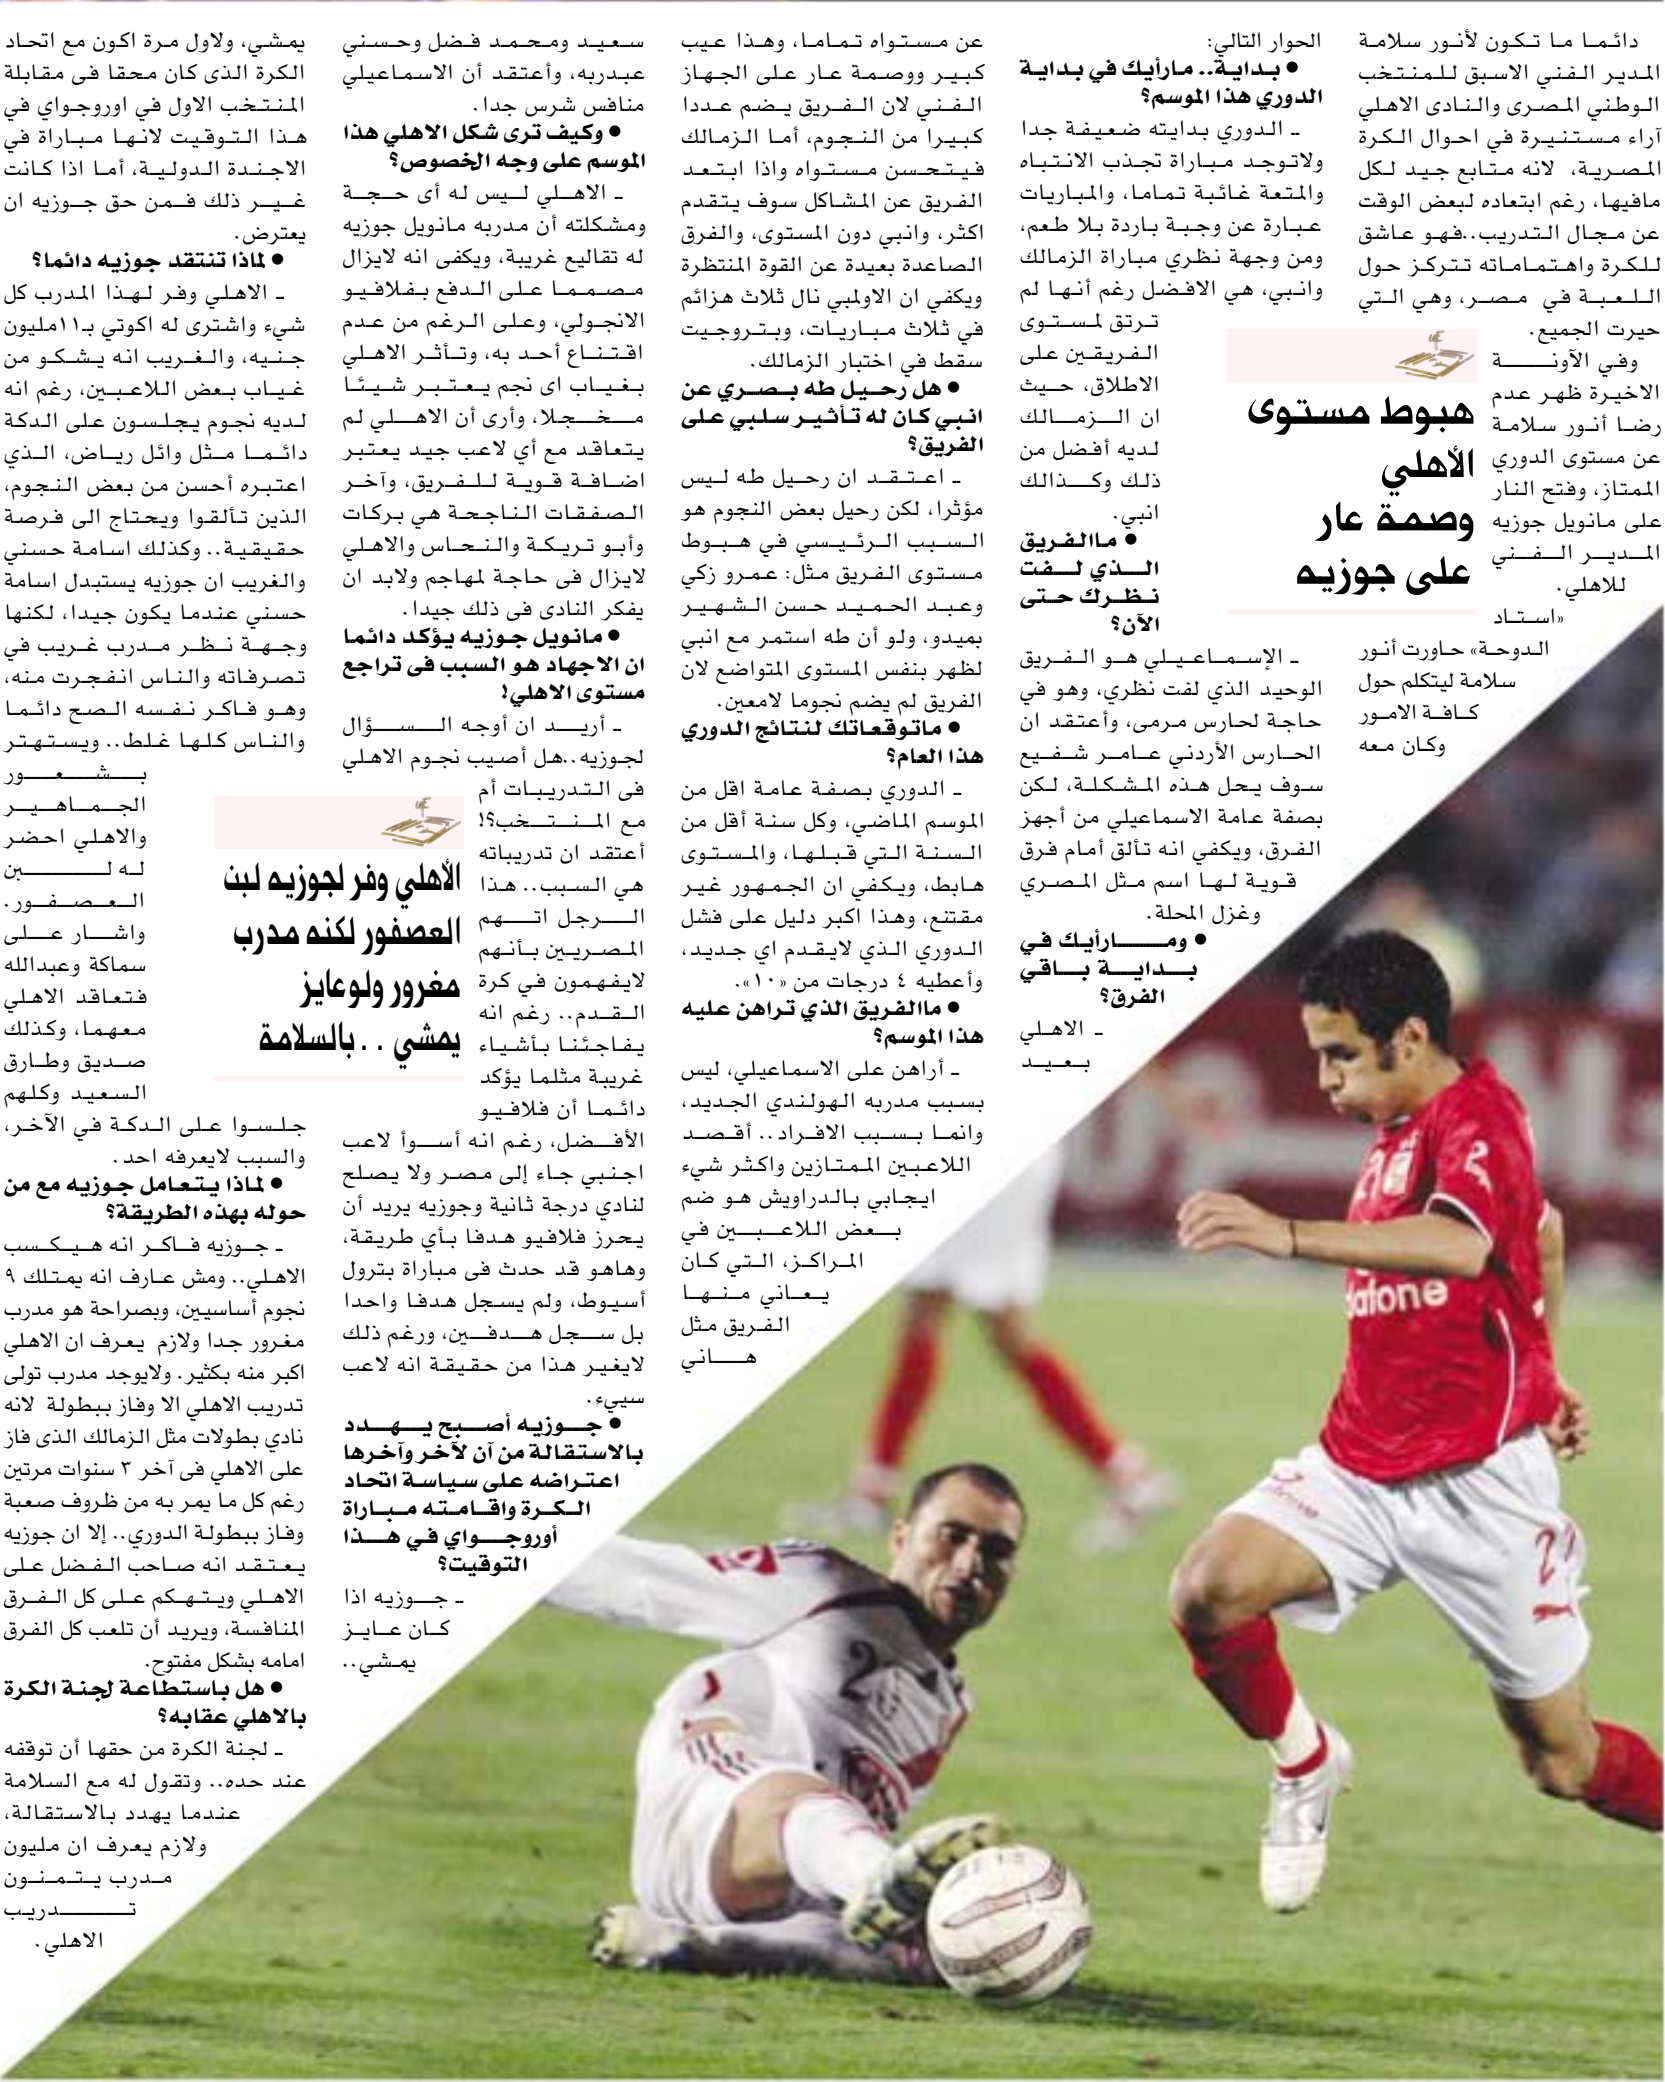 دائما ما تكون لأنور سلامة
المدير الفني الاسبق للمنتخب
الوطني المصرى والنادى الاهلي
آراء مستنيرة في احوال الكرة
المصرية، لانه متابع جيد لكل
مافيها، رغم ابتعاده لبعض الوقت
عن مجال التدريب..فهو عاشق
للكرة واهتماماته تتركز حول
اللعبة في مصر، وهي التي
حيرت الجميع.
وفي الآونة
الاخيرة ظهر عدم
رضا أنور سلامة
عن مستوى الدوري
الممتاز، وفتح النار
على مانويل جوزيه
المدير الفني
للاهلي.
«استاد
الدوحة» حاورت أنور
سلامة ليتكلم حول
كافة الامور
وكان معه
هبوط مستوى
الأهلي
وصمة عار
على جوزيه
الحوار التالي:
● بداية.. مارأيك في بداية
الدوري هذا الموسم؟
ـ الدوري بدايته ضعيفة جدا
ولاتوجد مباراة تجذب الانتباه
والمتعة غائبة تماما، والمباريات
عبارة عن وجبة باردة بلا طعم،
ومن وجهة نظري مباراة الزمالك
وانبي، هي الافضل رغم أنها لم
ترتق لمستوى
الفريقين على
الاطلاق، حيث
ان الزمالك
لديه أفضل من
ذلك وكذالك
انبي.
● ماالفريق
الذي لفت
نظرك حتى
الآن؟
ـ الإسماعيلي هو الفريق
الوحيد الذي لفت نظري، وهو في
حاجة لحارس مرمى، وأعتقد ان
الحارس الأردني عامر شفيع
سوف يحل هذه المشكلة، لكن
بصفة عامة الاسماعيلي من أجهز
الفرق، ويكفي انه تألق أمام فرق
قوية لها اسم مثل المصري
وغزل المحلة.
● ومارأيك في
بداية باقي
الفرق؟
ـ الاهلي
بعيد
عن مستواه تماما، وهذا عيب
كبير ووصمة عار على الجهاز
الفني لان الفريق يضم عددا
كبيرا من النجوم، أما الزمالك
فيتحسن مستواه واذا ابتعد
الفريق عن المشاكل سوف يتقدم
اكثر، وانبي دون المستوى، والفرق
الصاعدة بعيدة عن القوة المنتظرة
ويكفي ان الاولمبي نال ثلاث هزائم
في ثلاث مباريات، وبتروجيت
سقط في اختبار الزمالك.
● هل رحيل طه بصري عن
انبي كان له تأثير سلبي على
الفريق؟
ـ اعتقد ان رحيل طه ليس
مؤثرا، لكن رحيل بعض النجوم هو
السبب الرئيسي في هبوط
مستوى الفريق مثل: عمرو زكي
وعبد الحميد حسن الشهير
بميدو، ولو أن طه استمر مع انبي
لظهر بنفس المستوى المتواضع لان
الفريق لم يضم نجوما لامعين.
● ماتوقعاتك لنتائج الدوري
هذا العام؟
ـ الدوري بصفة عامة اقل من
الموسم الماضي، وكل سنة أقل من
السنة التي قبلها، والمستوى
هابط، ويكفي ان الجمهور غير
مقتنع، وهذا اكبر دليل على فشل
الدوري الذي لايقدم اي جديد،
وأعطيه ٤ درجات من «١٠».
● ماالفريق الذي تراهن عليه
هذا الموسم؟
ـ أراهن على الاسماعيلي، ليس
بسبب مدربه الهولندي الجديد،
وانما بسبب الافراد.. أقصد
اللاعبين الممتازين واكثر شيء
ايجابي بالدراويش هو ضم
بعض اللاعبين في
المراكز، التي كان
يعاني منها
الفريق مثل
هاني
سعيد ومحمد فضل وحسني
عبدربه، وأعتقد أن الاسماعيلي
منافس شرس جدا.
● وكيف ترى شكل الاهلي هذا
الموسم على وجه الخصوص؟
ـ الاهلي ليس له أى حجة
ومشكلته أن مدربه مانويل جوزيه
له تقاليع غريبة، ويكفى انه لايزال
مصمما على الدفع بفلافيو
الانجولي، وعلى الرغم من عدم
اقتناع أحد به، وتأثر الاهلي
بغياب اى نجم يعتبر شيئا
مخجلا، وأرى أن الاهلي لم
يتعاقد مع أي لاعب جيد يعتبر
اضافة قوية للفريق، وآخر
الصفقات الناجحة هي بركات
وأبو تريكة والنحاس والاهلي
لايزال فى حاجة لمهاجم ولابد ان
يفكر النادى فى ذلك جيدا.
● مانويل جوزيه يؤكد دائما
ان الاجهاد هو السبب فى تراجع
مستوى الاهلي!
ـ أريد ان أوجه السؤال
لجوزيه..هل أصيب نجوم الاهلي
فى التدريبات أم
مع المنتخب؟!
أعتقد ان تدريباته
هي السبب.. هذا
الرجل اتهم
المصريين بأنهم
لايفهمون في كرة
القدم.. رغم انه
يفاجئنا بأشياء
غريبة مثلما يؤكد
دائما أن فلافيو
الأفضل، رغم انه أسوأ لاعب
اجنبي جاء إلى مصر ولا يصلح
لنادي درجة ثانية وجوزيه يريد أن
يحرز فلافيو هدفا بأي طريقة،
وهاهو قد حدث فى مباراة بترول
أسيوط، ولم يسجل هدفا واحدا
بل سجل هدفين، ورغم ذلك
لايغير هذا من حقيقة انه لاعب
سييء.
● جوزيه أصبح يهدد
بالاستقالة من آن لآخر وآخرها
اعتراضه على سياسة اتحاد
الكرة واقامته مباراة
أوروجواي في هذا
التوقيت؟
ـ جوزيه اذا
كان عايز
يمشي..
الأهلي وفر لجوزيه لبن
العصفور لكنه مدرب
مغرور ولوعايز
يمشي ..بالسلامة
يمشي، ولاول مرة اكون مع اتحاد
الكرة الذى كان محقا فى مقابلة
المنتخب الاول في اوروجواي في
هذا التوقيت لانها مباراة في
الاجندة الدولية، أما اذا كانت
غير ذلك فمن حق جوزيه ان
يعترض.
● لماذا تنتقد جوزيه دائما؟
ـ الاهلي وفر لهذا المدرب كل
شيء واشترى له اكوتي بـ١١مليون
جنيه، والغريب انه يشكو من
غياب بعض اللاعبين، رغم انه
لديه نجوم يجلسون على الدكة
دائما مثل وائل رياض، الذي
اعتبره أحسن من بعض النجوم،
الذين تألقوا ويحتاج الى فرصة
حقيقية.. وكذلك اسامة حسني
والغريب ان جوزيه يستبدل اسامة
حسني عندما يكون جيدا، لكنها
وجهة نظر مدرب غريب في
تصرفاته والناس انفجرت منه،
وهو فاكر نفسه الصح دائما
والناس كلها غلط.. ويستهتر
بشعور
الجماهير
والاهلي احضر
له لبن
العصفور.
واشار على
سماكة وعبدالله
فتعاقد الاهلي
معهما، وكذلك
صديق وطارق
السعيد وكلهم
جلسوا على الدكة في الآخر،
والسبب لايعرفه احد.
● لماذا يتعامل جوزيه مع من
حوله بهذه الطريقة؟
ـ جوزيه فاكر انه هيكسب
الاهلي.. ومش عارف انه يمتلك ٩
نجوم أساسيين، وبصراحة هو مدرب
مغرور جدا ولازم يعرف ان الاهلي
اكبر منه بكثير. ولايوجد مدرب تولى
تدريب الاهلي الا وفاز ببطولة لانه
نادي بطولات مثل الزمالك الذى فاز
على الاهلي فى آخر ٣ سنوات مرتين
رغم كل ما يمر به من ظروف صعبة
وفاز ببطولة الدوري.. إلا ان جوزيه
يعتقد انه صاحب الفضل على
الاهلي ويتهكم على كل الفرق
المنافسة، ويريد أن تلعب كل الفرق
امامه بشكل مفتوح.
● هل باستطاعة لجنة الكرة
بالاهلي عقابه؟
ـ لجنة الكرة من حقها أن توقفه
عند حده.. وتقول له مع السلامة
عندما يهدد بالاستقالة،
ولازم يعرف ان مليون
مدرب يتمنون
تدريب
الاهلي.
21
dafone
21
2